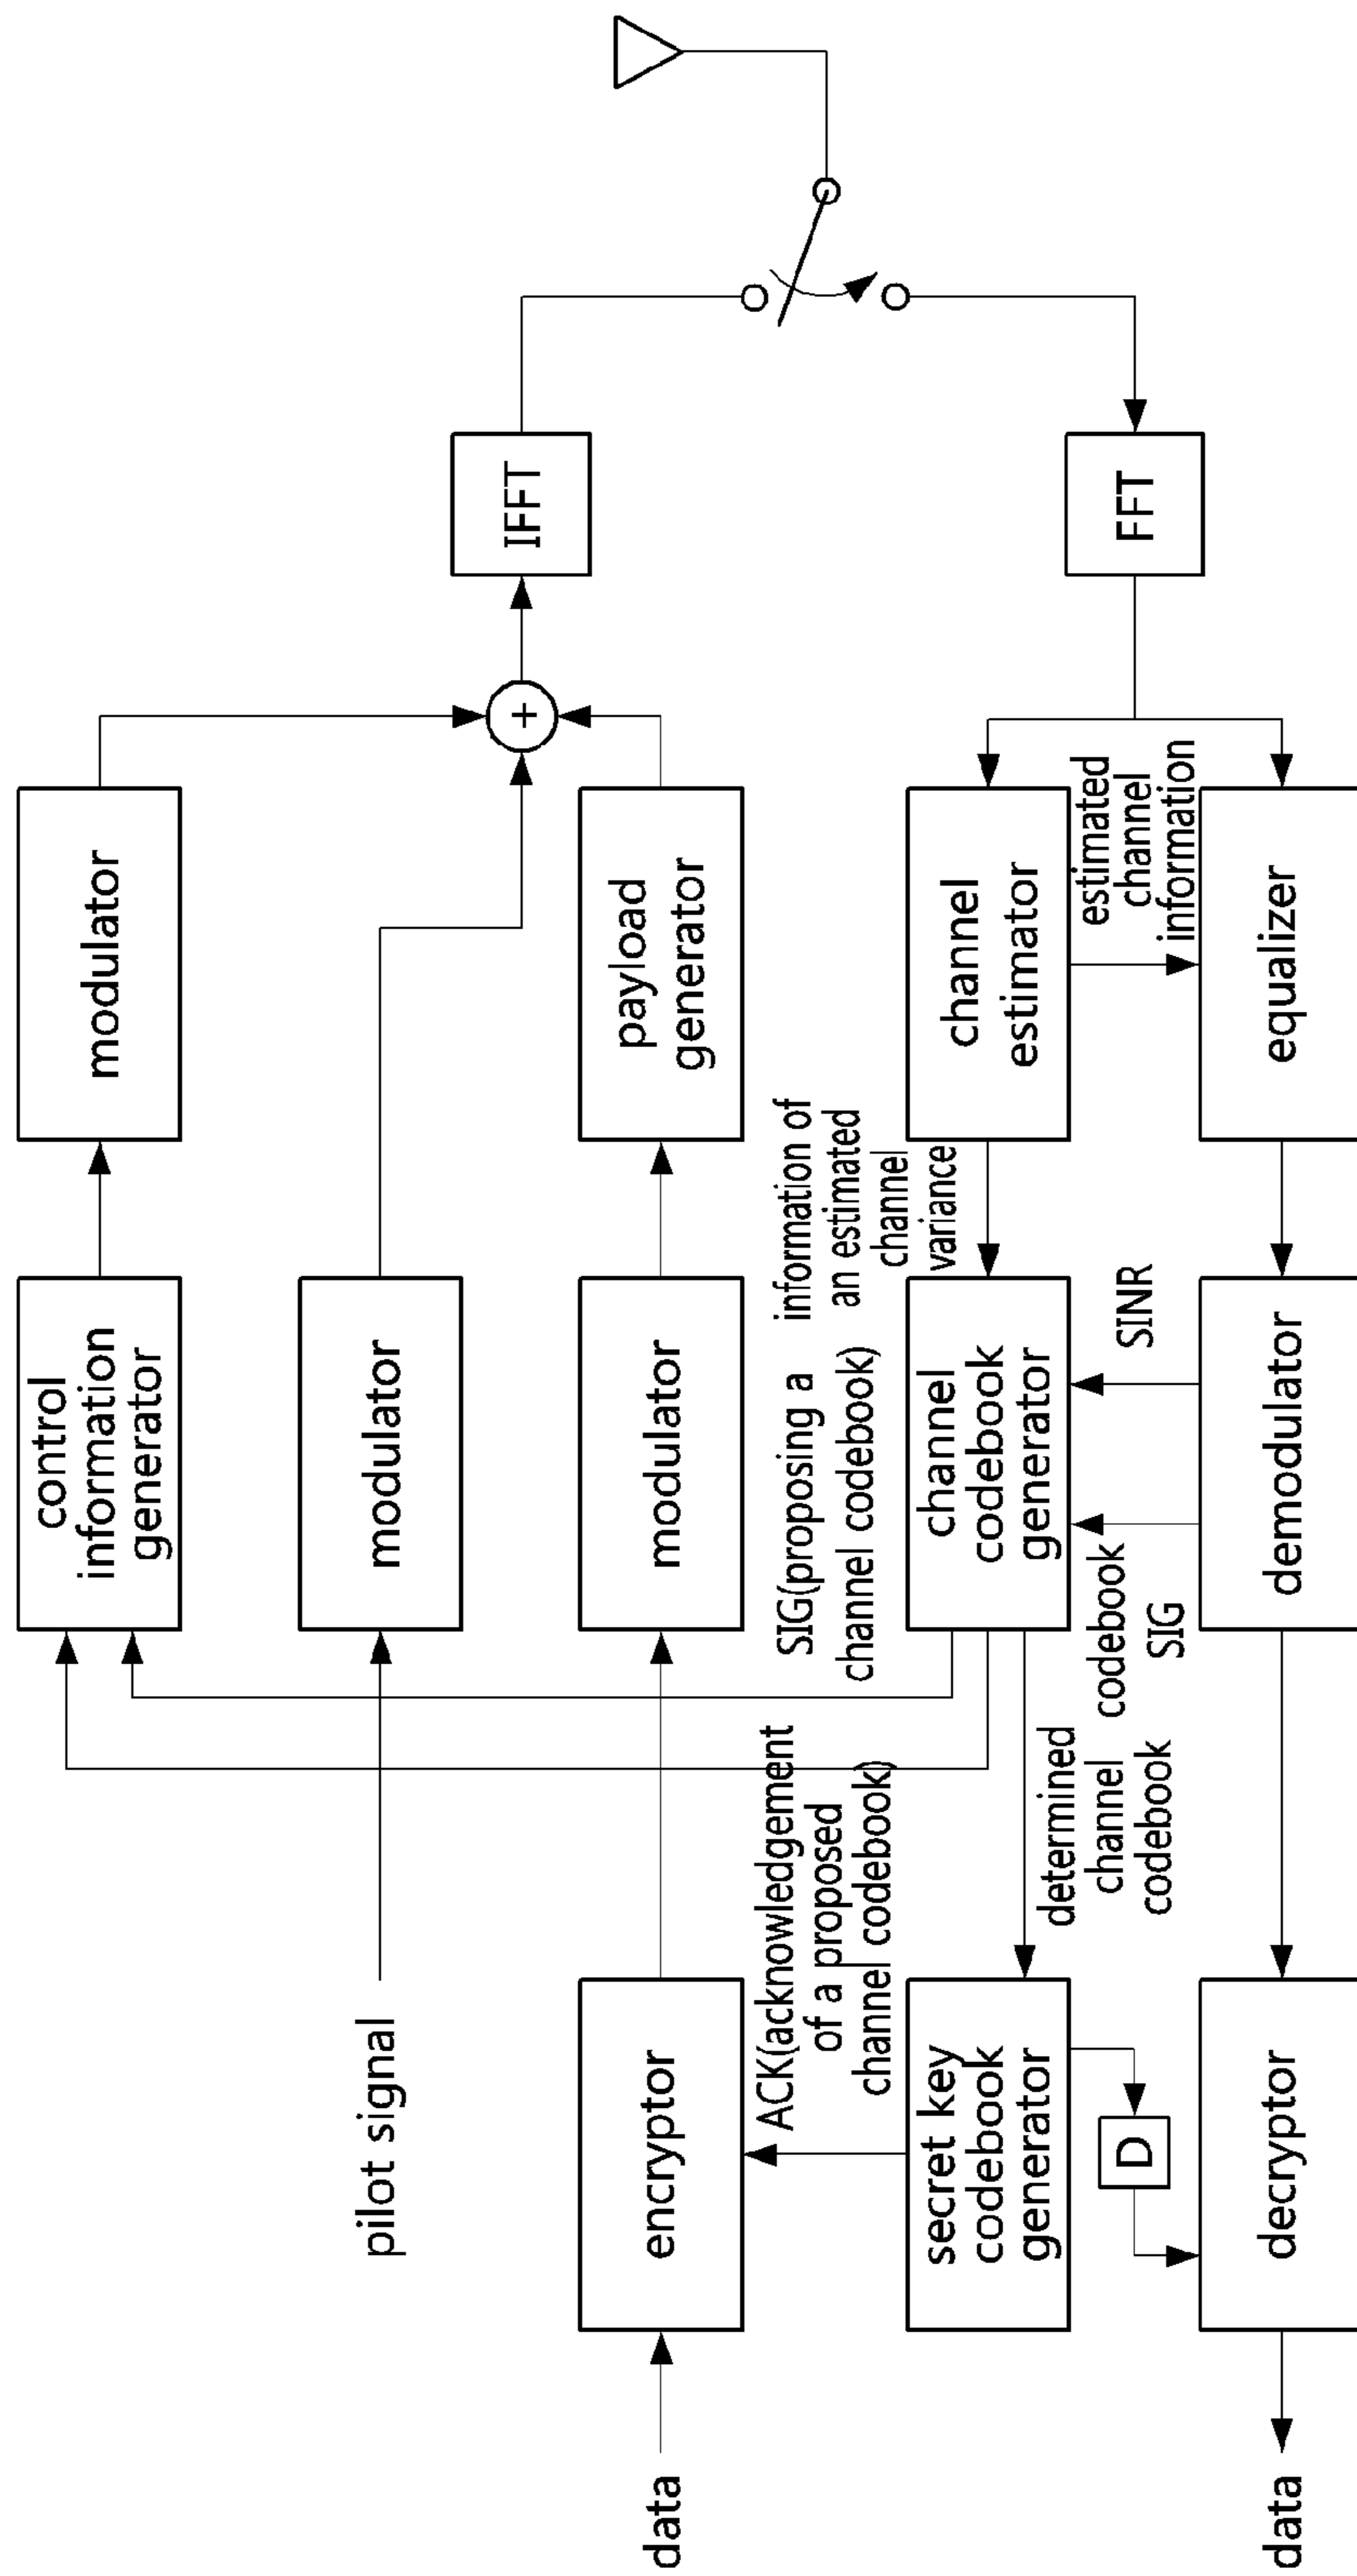 control
information
generator
modulator
pilot signal
modulator
IFFT
+
data
encryptor
modulator
payload
generator
ACK(acknowledgement
of a proposed
channel codebook)
SIG(proposing a
channel codebook)
information of
an estimated
channel
variance
secret key
codebook
generator
determined
channel
codebook
channel
codebook
generator
channel
estimator
FFT
D
codebook
SIG
SINR
estimated
channel
information
data
decryptor
demodulator
equalizer